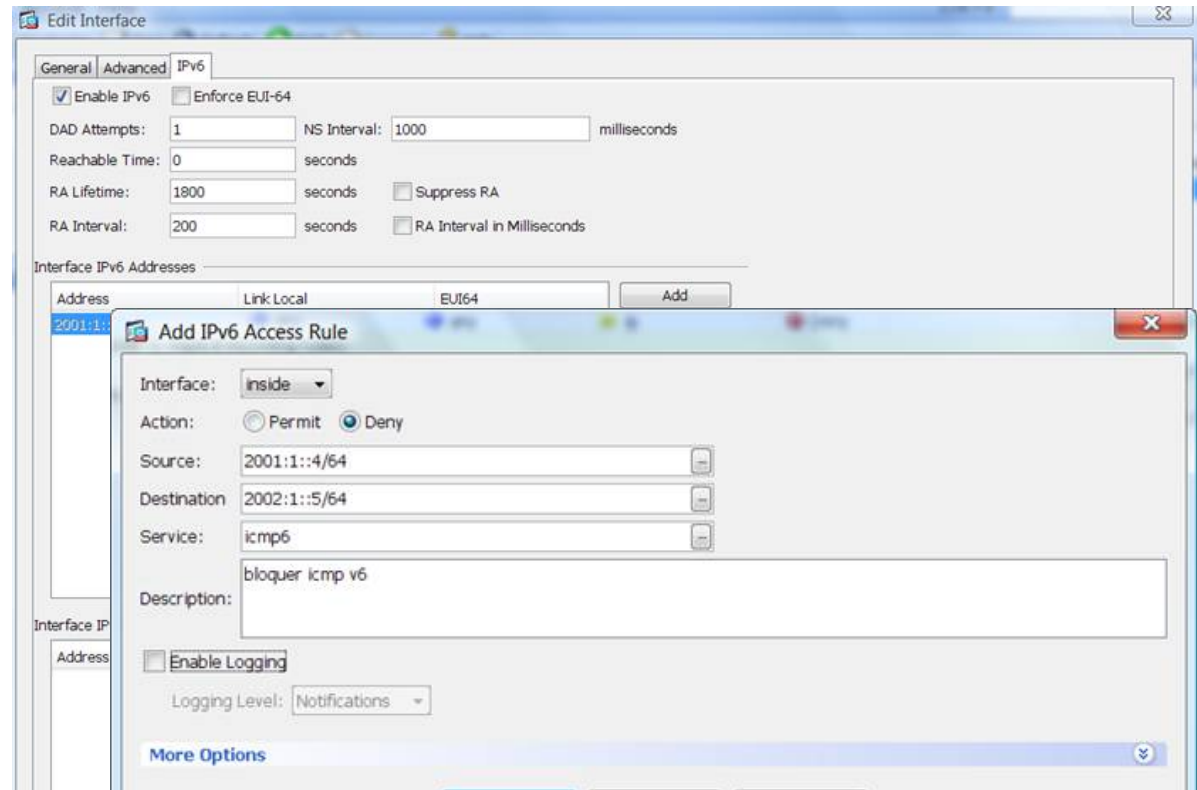 Edit Interface
General Advanced IPv6
Enable IPv6 Enforce EUI-64
DAD Attempts: 1 NS Interval: 1000 milliseconds
Reachable Time: 0 seconds
RA Lifetime: 1800 seconds Suppress RA
RA Interval: 200 seconds RA Interval in Milliseconds
Interface IPv6 Addresses
Address Link Local EUI64 Add
2001:1::
Add IPv6 Access Rule
Interface: inside
Action: Permit Deny
Source: 2001:1::4/64
Destination 2002:1::5/64
Service: icmp6
bloquer icmp v6
Description:
Interface IP
Address
Enable Logging
Logging Level: Notifications
More Options